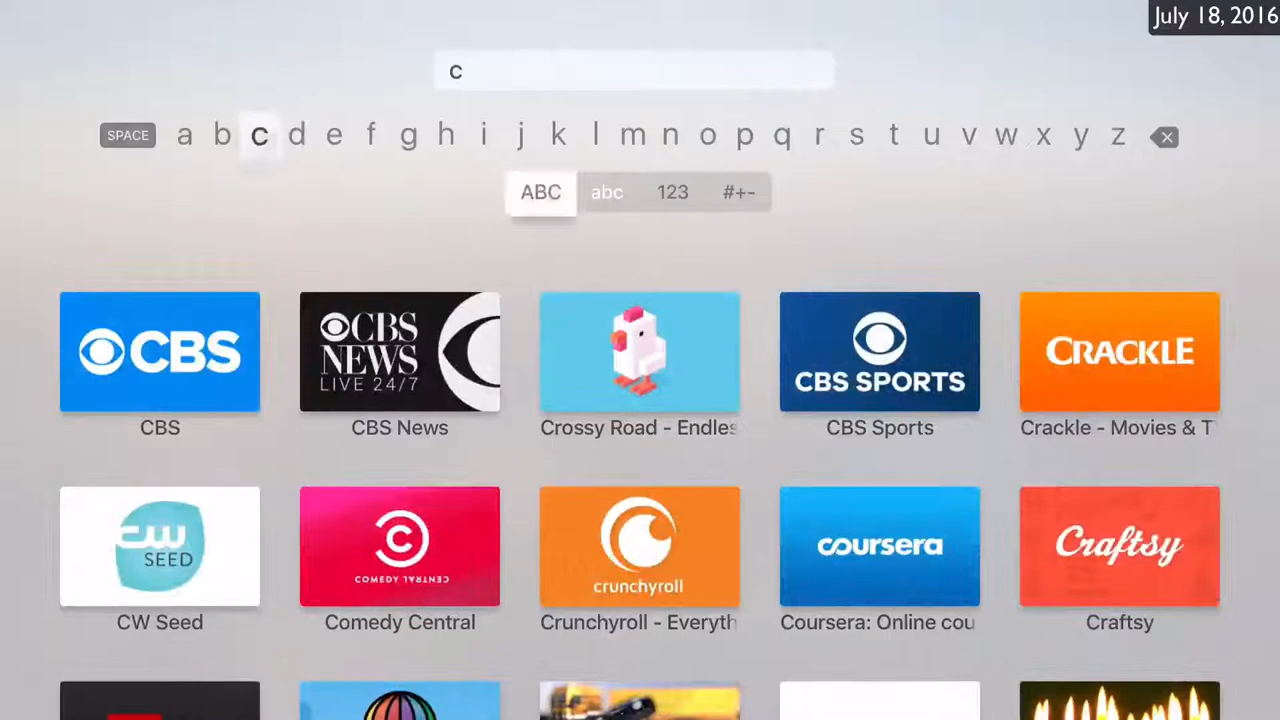 July 18, 2016
c
SPACE a b c d e f g h i j k l m n o p q r s t u v w x y z
ABC abc 123 #+-
CBS
CBS NEWS LIVE 24/7
CBS SPORTS
CRACKLE
CBS
CBS News
Crossy Road - Endles
CBS Sports
Crackle - Movies & T
CW SEED
COMEDY CENTRAL
crunchyroll
coursera
Craftsy
CW Seed
Comedy Central
Crunchyroll - Everyth
Coursera: Online cou
Craftsy